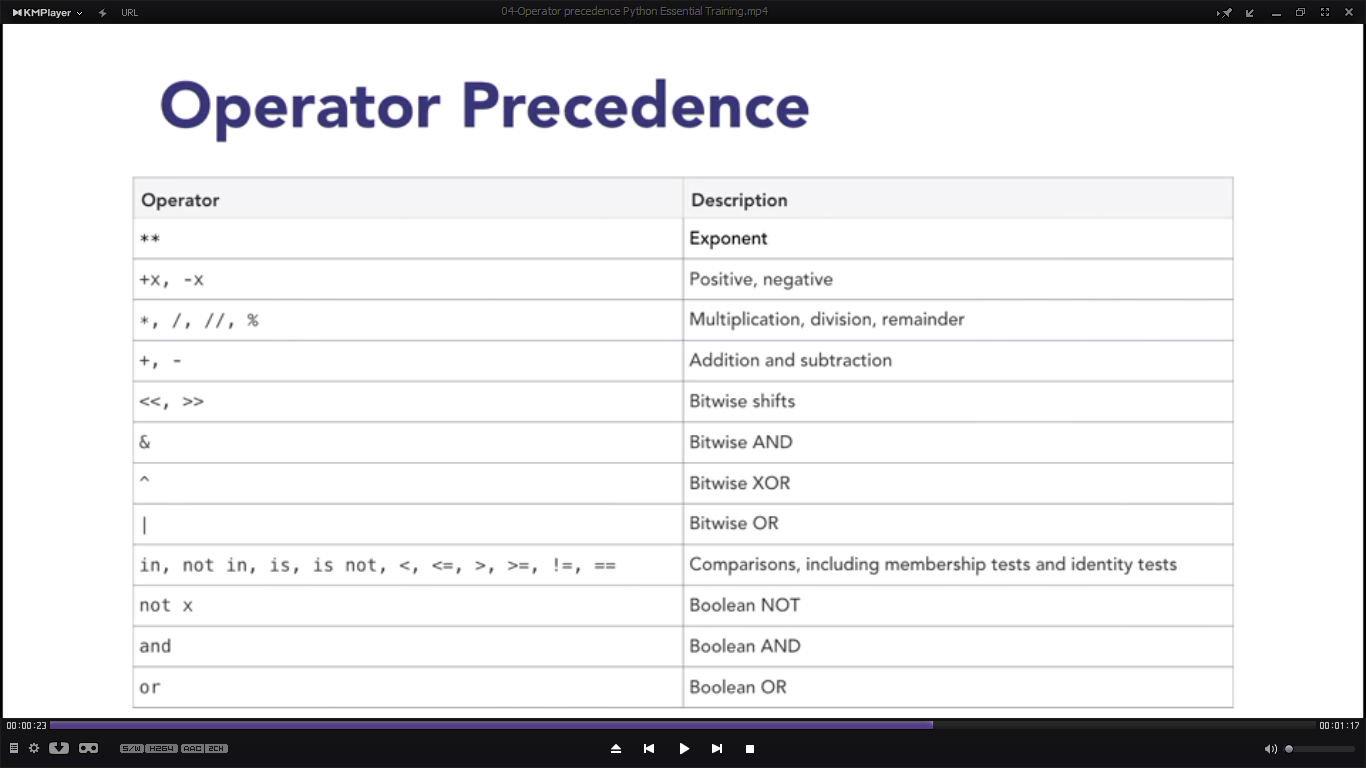 KMPlayer URL 04-Operator precedence Python Essential Training.mp4
Operator Precedence
Operator Description
** Exponent
+x, -x Positive, negative
*, /, //, % Multiplication, division, remainder
+, - Addition and subtraction
<<, >> Bitwise shifts
& Bitwise AND
^ Bitwise XOR
| Bitwise OR
in, not in, is, is not, <, <=, >, >=, !=, == Comparisons, including membership tests and identity tests
not x Boolean NOT
and Boolean AND
or Boolean OR
00:00:23 00:01:17
S/W H264 AAC 2CH